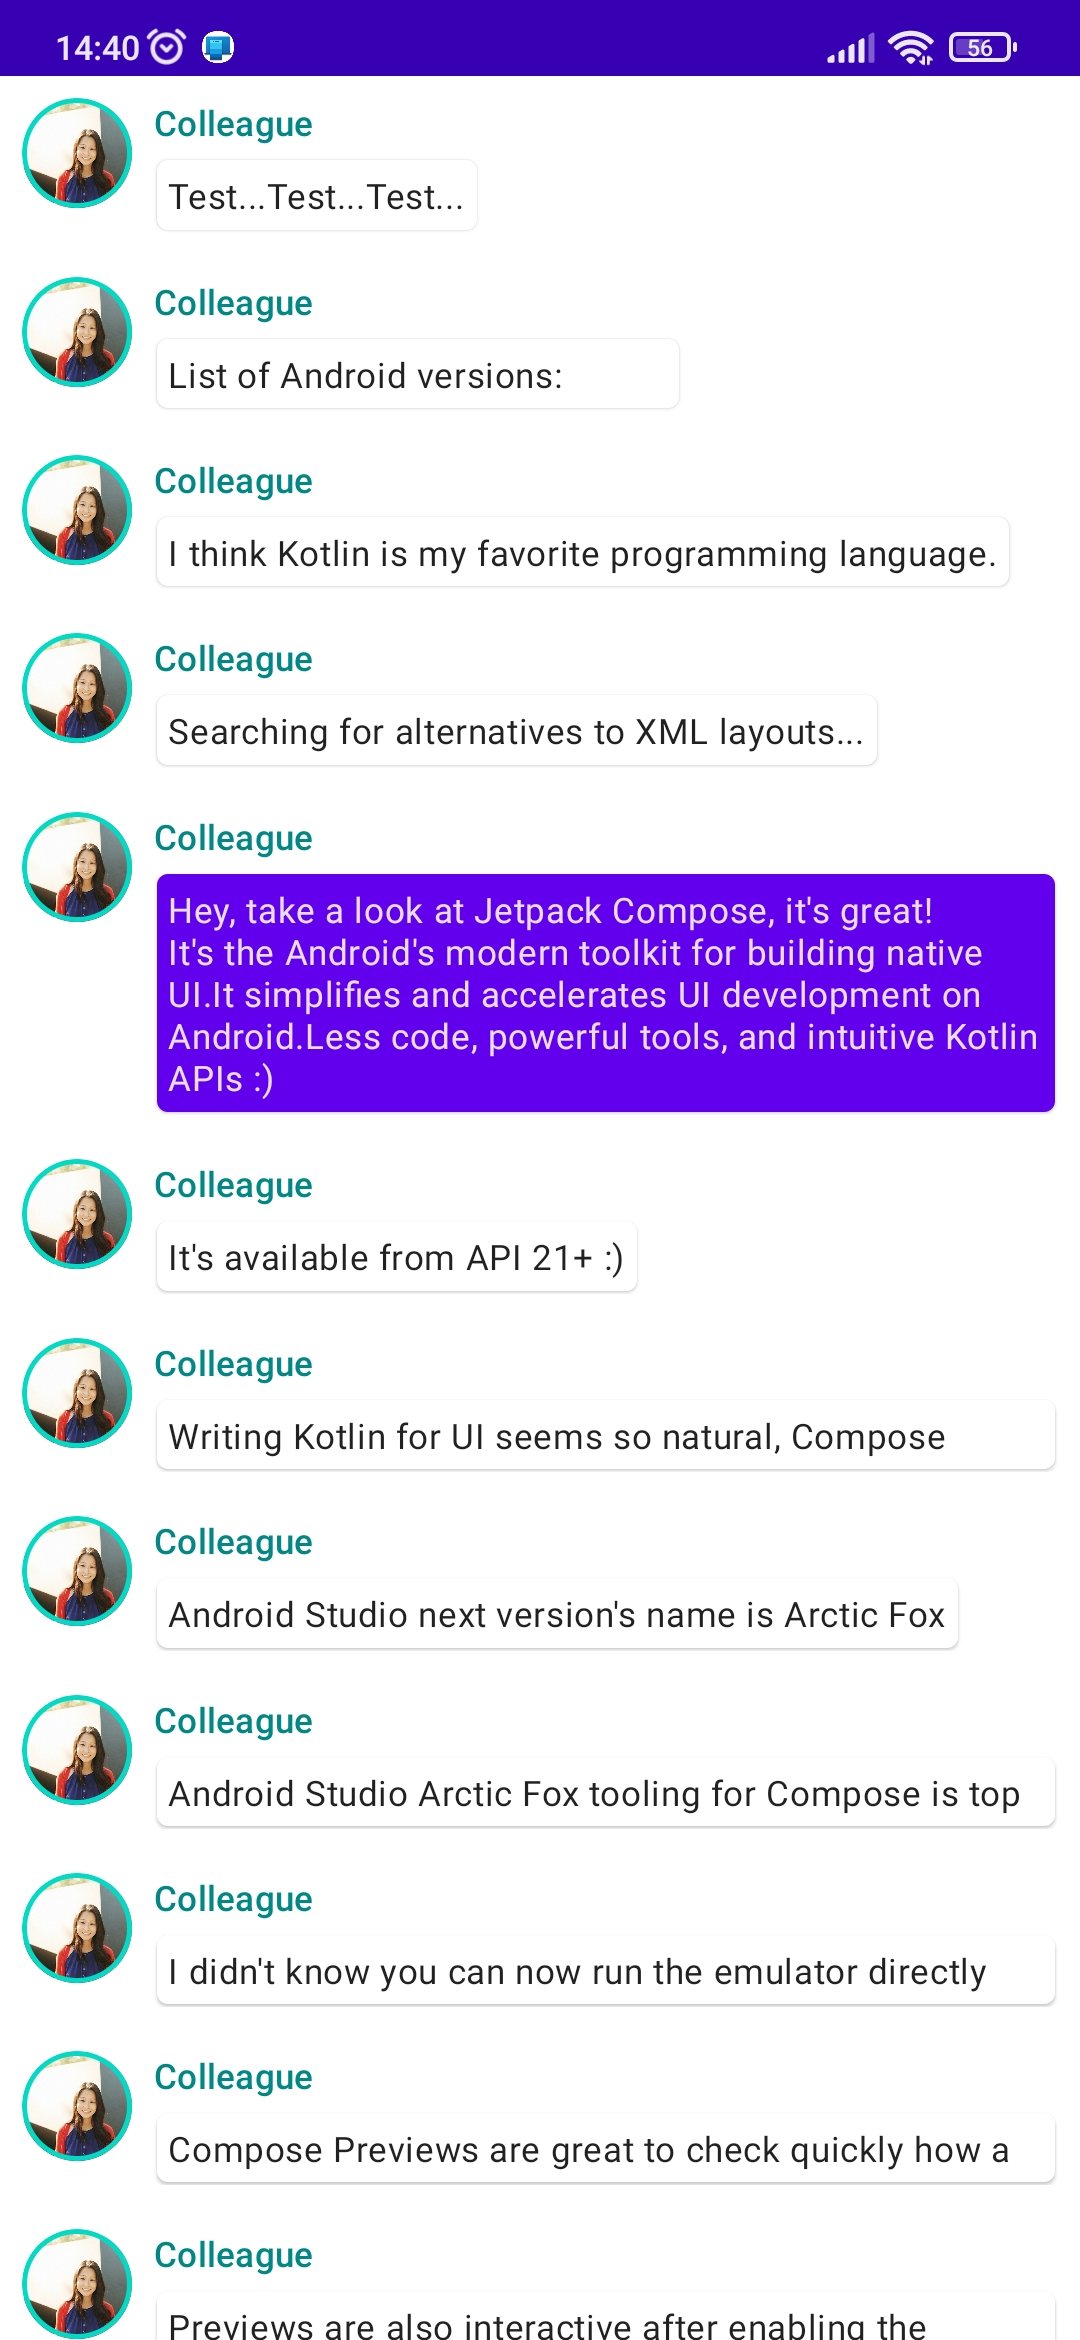 14:40
56
Colleague
Test...Test...Test...
Colleague
List of Android versions:
Colleague
I think Kotlin is my favorite programming language.
Colleague
Searching for alternatives to XML layouts...
Colleague
Hey, take a look at Jetpack Compose, it's great!
It's the Android's modern toolkit for building native
UI.It simplifies and accelerates UI development on
Android.Less code, powerful tools, and intuitive Kotlin
APIs :)
Colleague
It's available from API 21+ :)
Colleague
Writing Kotlin for UI seems so natural, Compose
Colleague
Android Studio next version's name is Arctic Fox
Colleague
Android Studio Arctic Fox tooling for Compose is top
Colleague
I didn't know you can now run the emulator directly
Colleague
Compose Previews are great to check quickly how a
Colleague
Previews are also interactive after enabling the